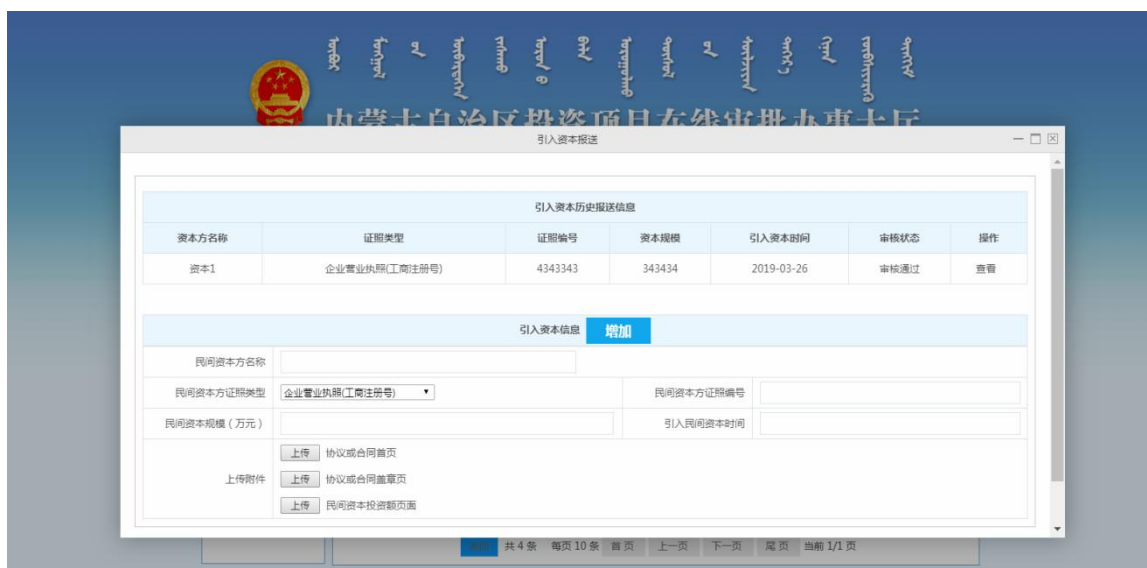 内蒙古自治区投资项目在线审批办事大厅
引入资本报送
引入资本历史报送信息
资本方名称 证照类型 证照编号 资本规模 引入资本时间 审核状态 操作
资本1 企业营业执照(工商注册号) 4343343 343434 2019-03-26 审核通过 查看
引入资本信息 增加
民间资本方名称
民间资本方证照类型 企业营业执照(工商注册号) 民间资本方证照编号
民间资本规模(万元) 引入民间资本时间
上传附件
上传 协议或合同首页
上传 协议或合同盖章页
上传 民间资本投资额页面
共 4 条 每页 10 条 首 页 上一页 下一页 尾 页 当前 1/1 页